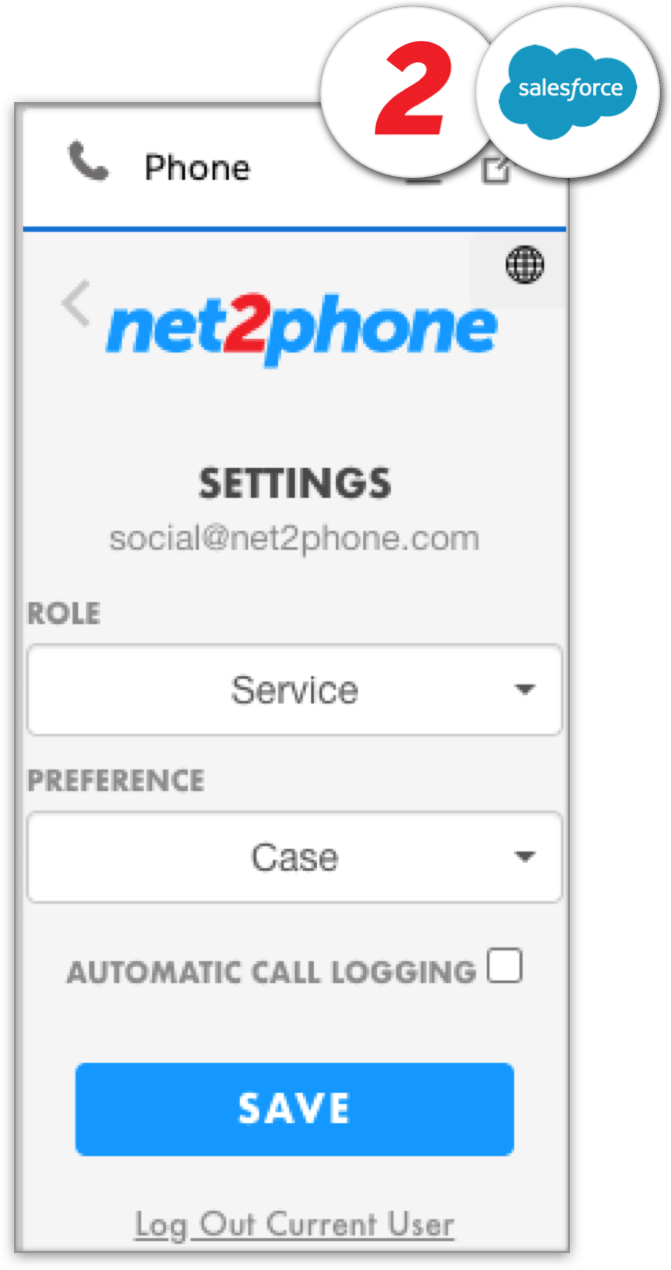 2
salesforce
Phone
net2phone
SETTINGS
social@net2phone.com
ROLE
Service
PREFERENCE
Case
AUTOMATIC CALL LOGGING
SAVE
Log Out Current User